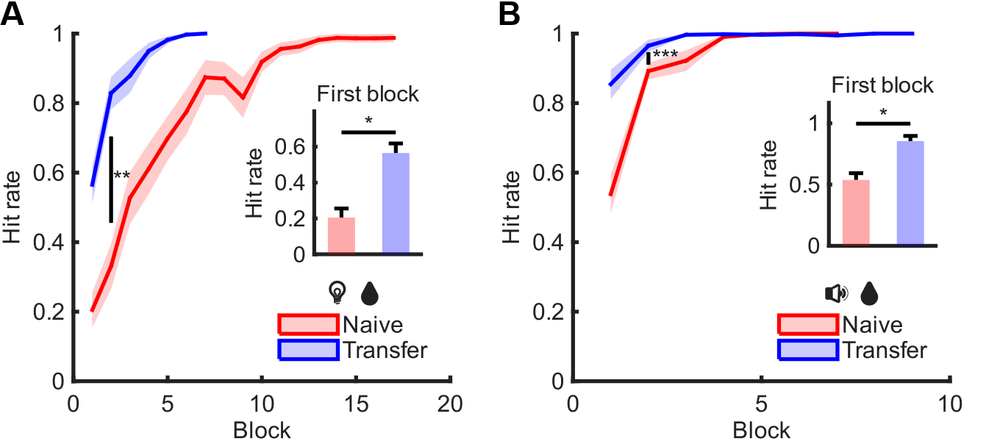 A
Hit rate
1
0.8
0.6
0.4
0.2
0
0
5
10
15
20
Block
**
First block
Hit rate
0.6
0.4
0.2
0
*
Naive
Transfer
B
Hit rate
1
0.8
0.6
0.4
0.2
0
0
5
10
Block
***
First block
Hit rate
1
0.5
0
*
Naive
Transfer